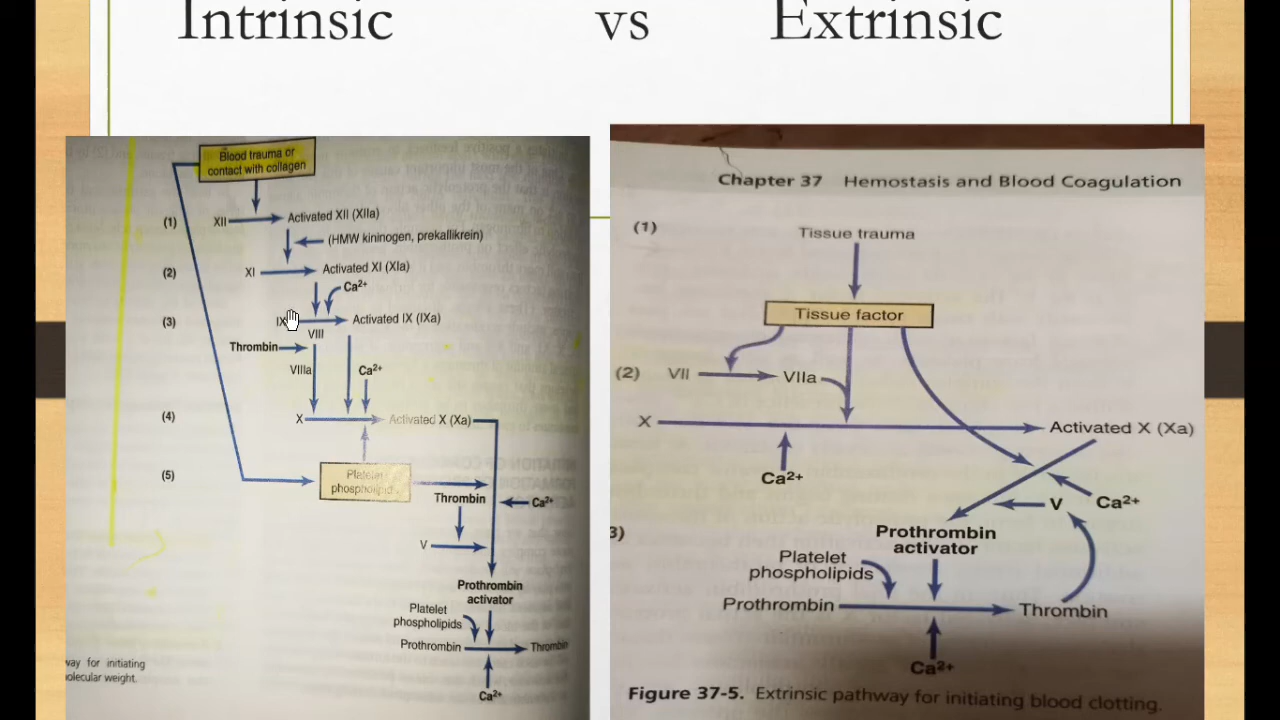 Intrinsic vs Extrinsic
Blood trauma or
contact with collagen
(1) XII Activated XII (XIIa)
(HMW kininogen, prekallikrein)
(2) XI Activated XI (XIa)
Ca²⁺
(3) IX Activated IX (IXa)
VIII
Thrombin
VIIIa Ca²⁺
(4) X Activated X (Xa)
(5) Platelet
phospholipid
Thrombin Ca²⁺
V
Prothrombin
activator
Platelet
phospholipids
Prothrombin Thrombin
Ca²⁺
way for initiating
olecular weight.
Chapter 37 Hemostasis and Blood Coagulation
(1) Tissue trauma
Tissue factor
(2) VII VIIa
X Activated X (Xa)
Ca²⁺
V Ca²⁺
3) Prothrombin
activator
Platelet
phospholipids
Prothrombin Thrombin
Ca²⁺
Figure 37-5. Extrinsic pathway for initiating blood clotting.